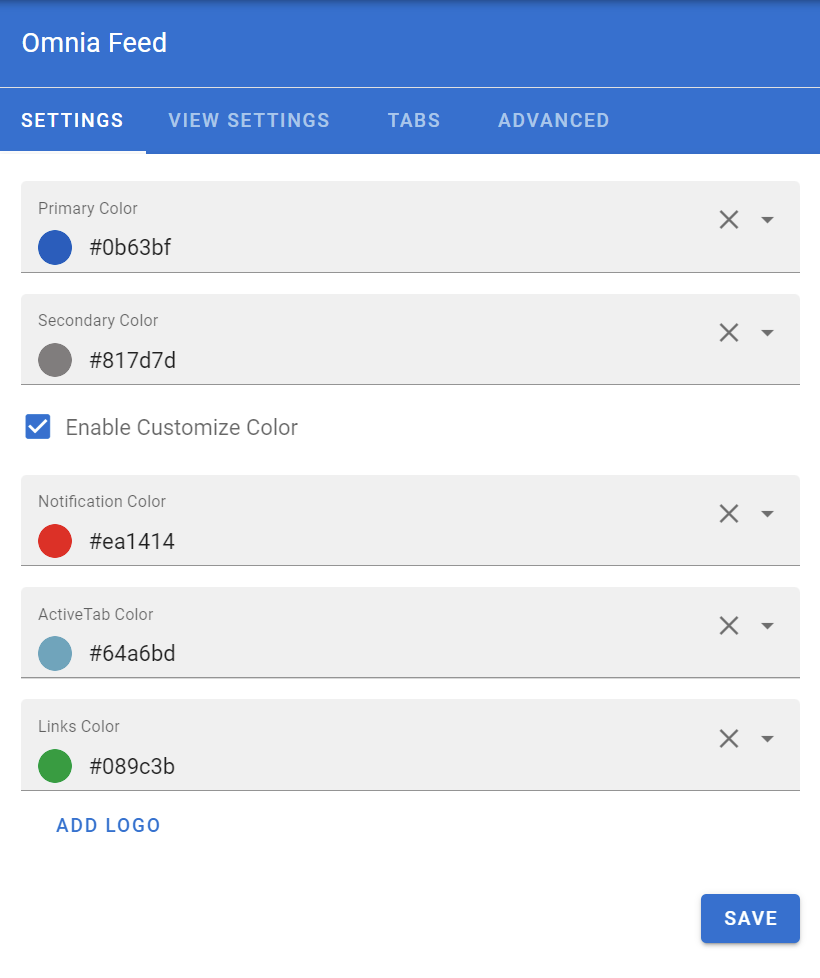 Omnia Feed
SETTINGS VIEW SETTINGS TABS ADVANCED
Primary Color
#0b63bf
Secondary Color
#817d7d
Enable Customize Color
Notification Color
#ea1414
ActiveTab Color
#64a6bd
Links Color
#089c3b
ADD LOGO
SAVE